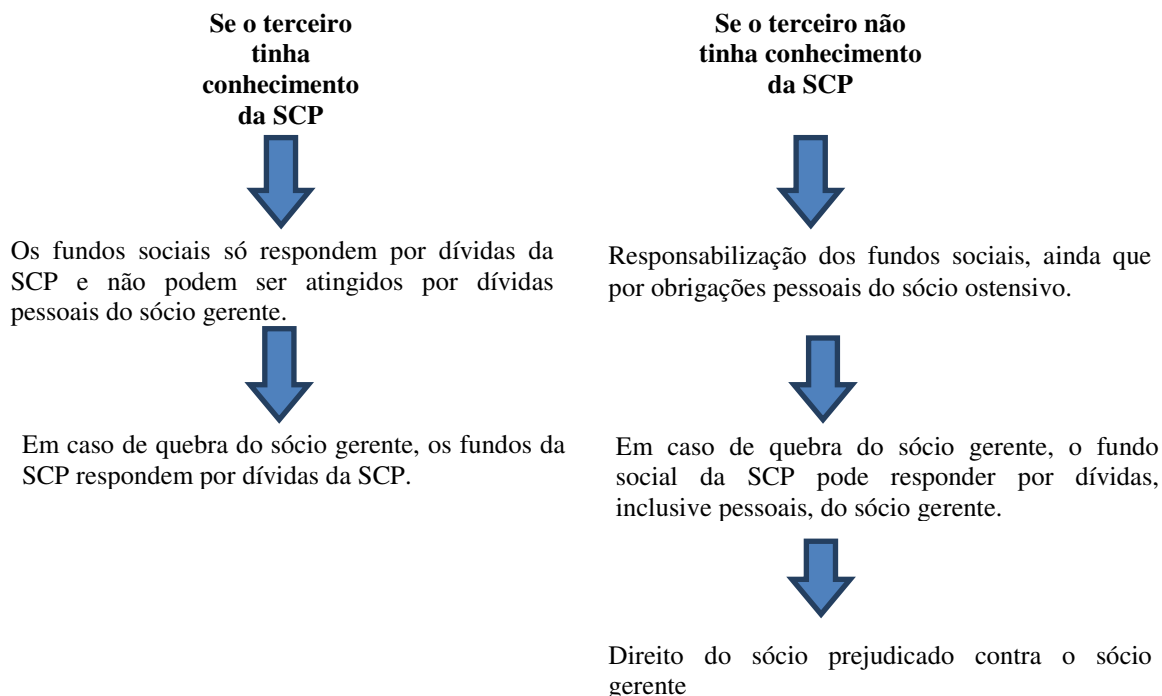 Se o terceiro
tinha
conhecimento
da SCP
Os fundos sociais só respondem por dívidas da
SCP e não podem ser atingidos por dívidas
pessoais do sócio gerente.
Em caso de quebra do sócio gerente, os fundos da
SCP respondem por dívidas da SCP.
Se o terceiro não
tinha conhecimento
da SCP
Responsabilização dos fundos sociais, ainda que
por obrigações pessoais do sócio ostensivo.
Em caso de quebra do sócio gerente, o fundo
social da SCP pode responder por dívidas,
inclusive pessoais, do sócio gerente.
Direito do sócio prejudicado contra o sócio
gerente